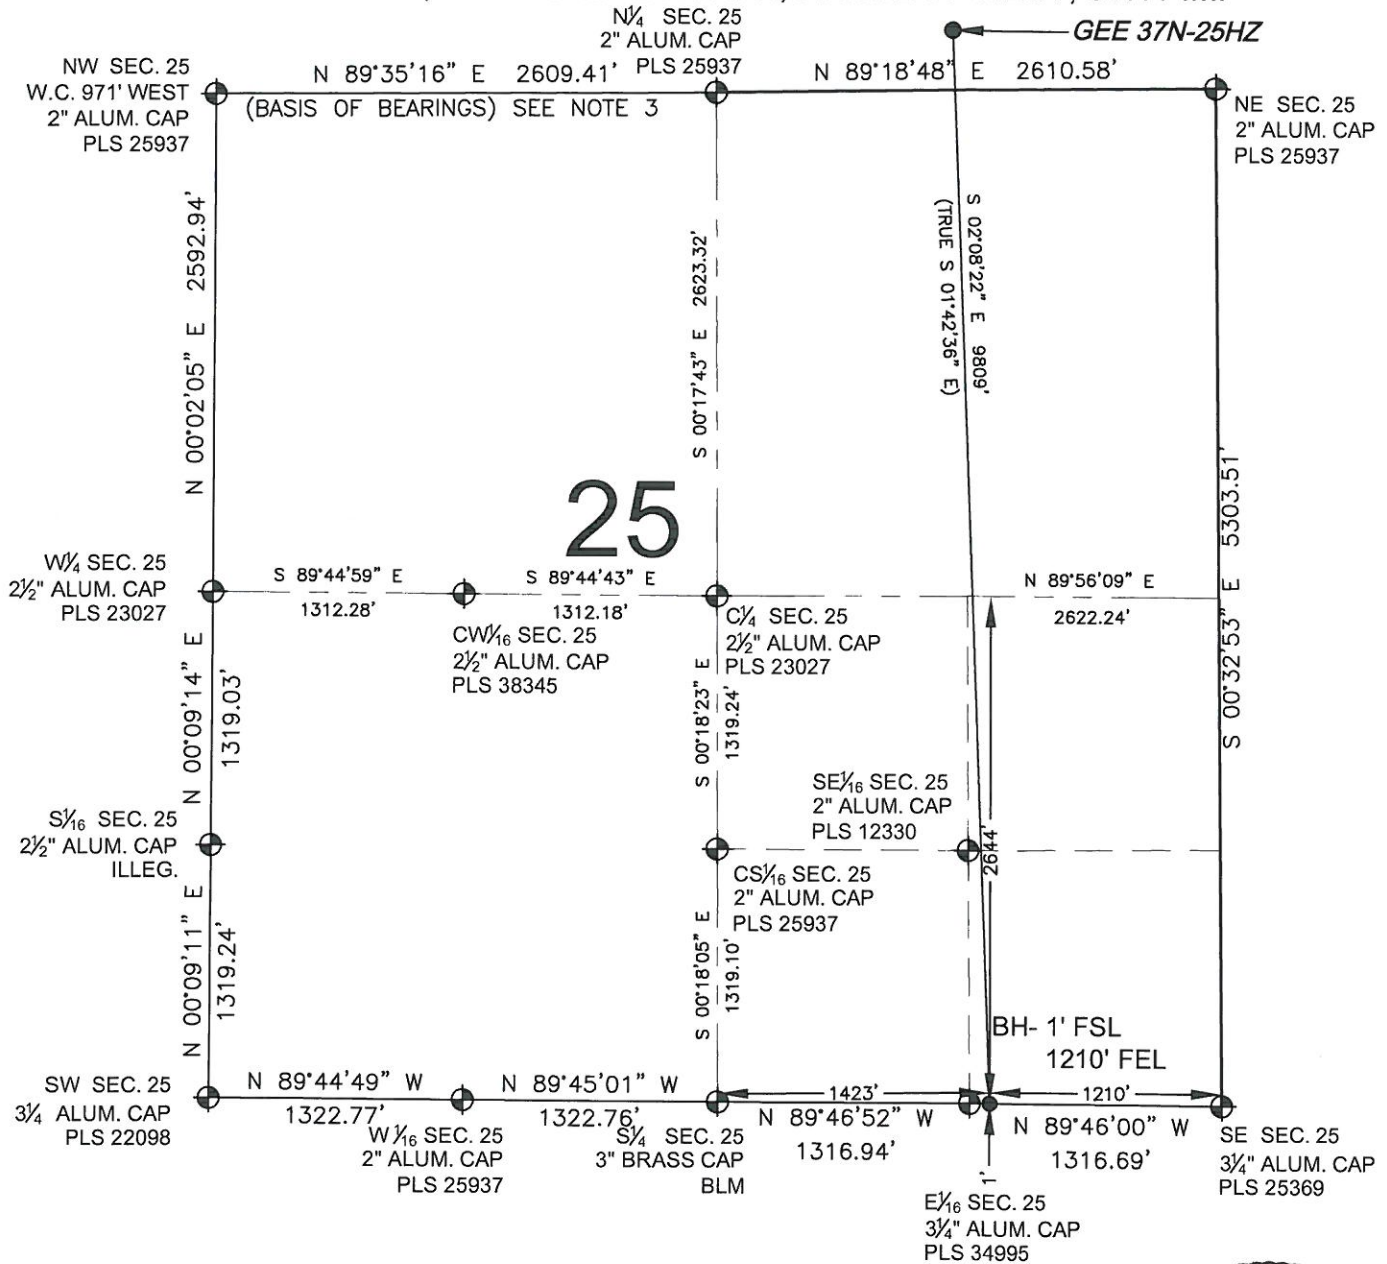 N¼ SEC. 25
2" ALUM. CAP
PLS 25937
GEE 37N-25HZ
NW SEC. 25
W.C. 971' WEST
2" ALUM. CAP
PLS 25937
N 89°35'16" E 2609.41'
(BASIS OF BEARINGS) SEE NOTE 3
N 89°18'48" E 2610.58'
NE SEC. 25
2" ALUM. CAP
PLS 25937
N 00°02'05" E 2592.94'
S 00°17'43" E 2623.32'
S 02°08'22" E 9809'
(TRUE S 01°42'36" E)
S 00°32'53" E 5303.51'
25
W¼ SEC. 25
2½" ALUM. CAP
PLS 23027
S 89°44'59" E
1312.28'
S 89°44'43" E
1312.18'
N 89°56'09" E
2622.24'
CW1/16 SEC. 25
2½" ALUM. CAP
PLS 38345
C¼ SEC. 25
2½" ALUM. CAP
PLS 23027
N 00°09'14" E
1319.03'
S 00°18'23" E
1319.24'
2644'
SE1/16 SEC. 25
2" ALUM. CAP
PLS 12330
S1/16 SEC. 25
2½" ALUM. CAP
ILLEG.
CS1/16 SEC. 25
2" ALUM. CAP
PLS 25937
N 00°09'11" E
1319.24'
S 00°18'05" E
1319.10'
BH- 1' FSL
1210' FEL
SW SEC. 25
3¼ ALUM. CAP
PLS 22098
N 89°44'49" W
1322.77'
N 89°45'01" W
1322.76'
1423'
N 89°46'52" W
1316.94'
1210'
N 89°46'00" W
1316.69'
1'
W 1/16 SEC. 25
2" ALUM. CAP
PLS 25937
S¼ SEC. 25
3" BRASS CAP
BLM
SE SEC. 25
3¼" ALUM. CAP
PLS 25369
E1/16 SEC. 25
3¼" ALUM. CAP
PLS 34995